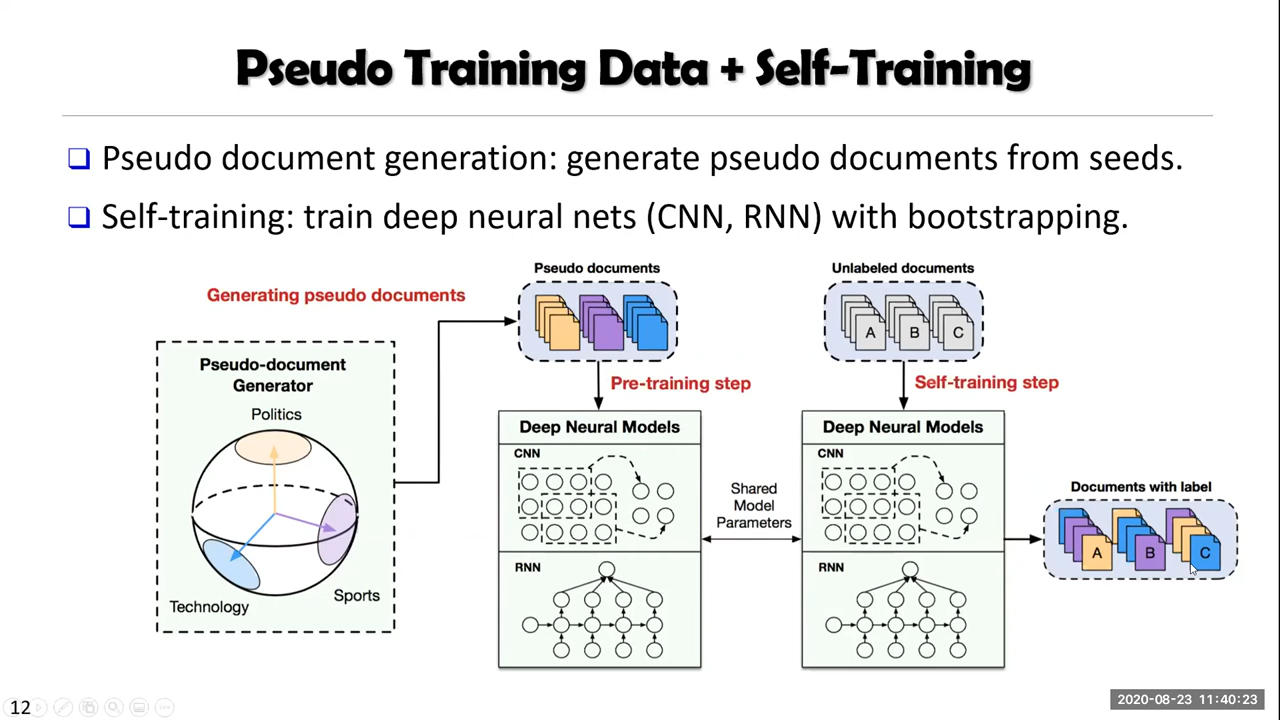 Pseudo Training Data + Self-Training
Pseudo document generation: generate pseudo documents from seeds.
Self-training: train deep neural nets (CNN, RNN) with bootstrapping.
Pseudo documents
Unlabeled documents
Generating pseudo documents
A
B
C
Pseudo-document
Generator
Politics
Technology
Sports
Pre-training step
Self-training step
Deep Neural Models
CNN
RNN
Shared
Model
Parameters
Deep Neural Models
CNN
RNN
Documents with label
A
B
C
12
2020-08-23 11:40:23